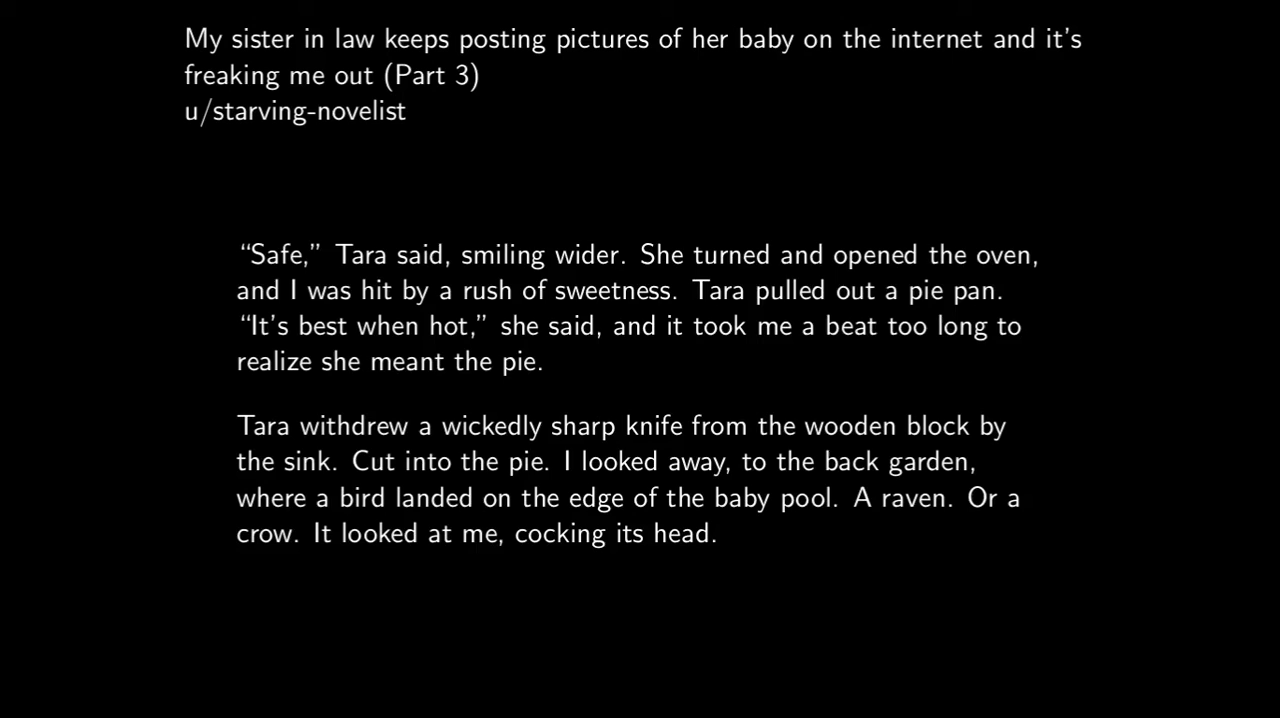 My sister in law keeps posting pictures of her baby on the internet and it's
freaking me out (Part 3)
u/starving-novelist
“Safe,” Tara said, smiling wider. She turned and opened the oven,
and I was hit by a rush of sweetness. Tara pulled out a pie pan.
“It's best when hot,” she said, and it took me a beat too long to
realize she meant the pie.
Tara withdrew a wickedly sharp knife from the wooden block by
the sink. Cut into the pie. I looked away, to the back garden,
where a bird landed on the edge of the baby pool. A raven. Or a
crow. It looked at me, cocking its head.